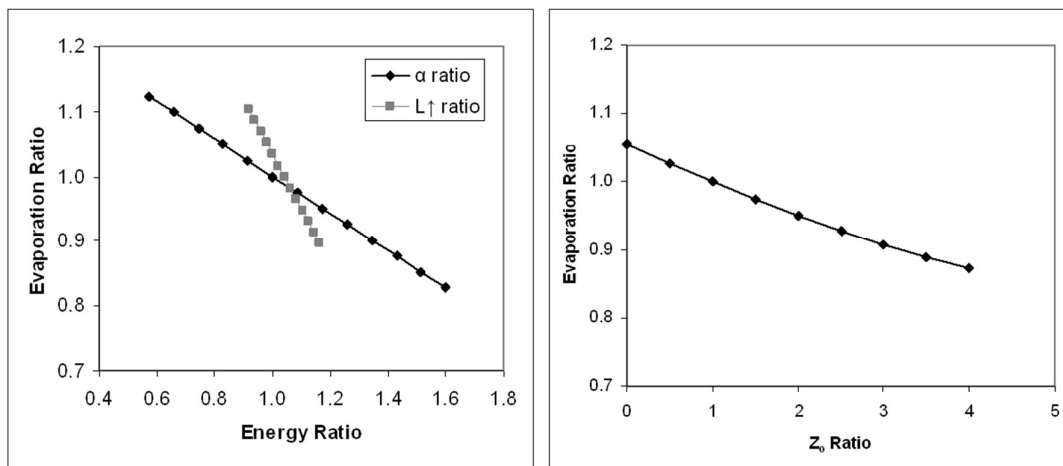 1.2
1.1
1.0
0.9
0.8
0.7
Evaporation Ratio
α ratio
L↑ ratio
0.4 0.6 0.8 1.0 1.2 1.4 1.6 1.8
Energy Ratio
1.2
1.1
1.0
0.9
0.8
0.7
Evaporation Ratio
0 1 2 3 4 5
Z₀ Ratio